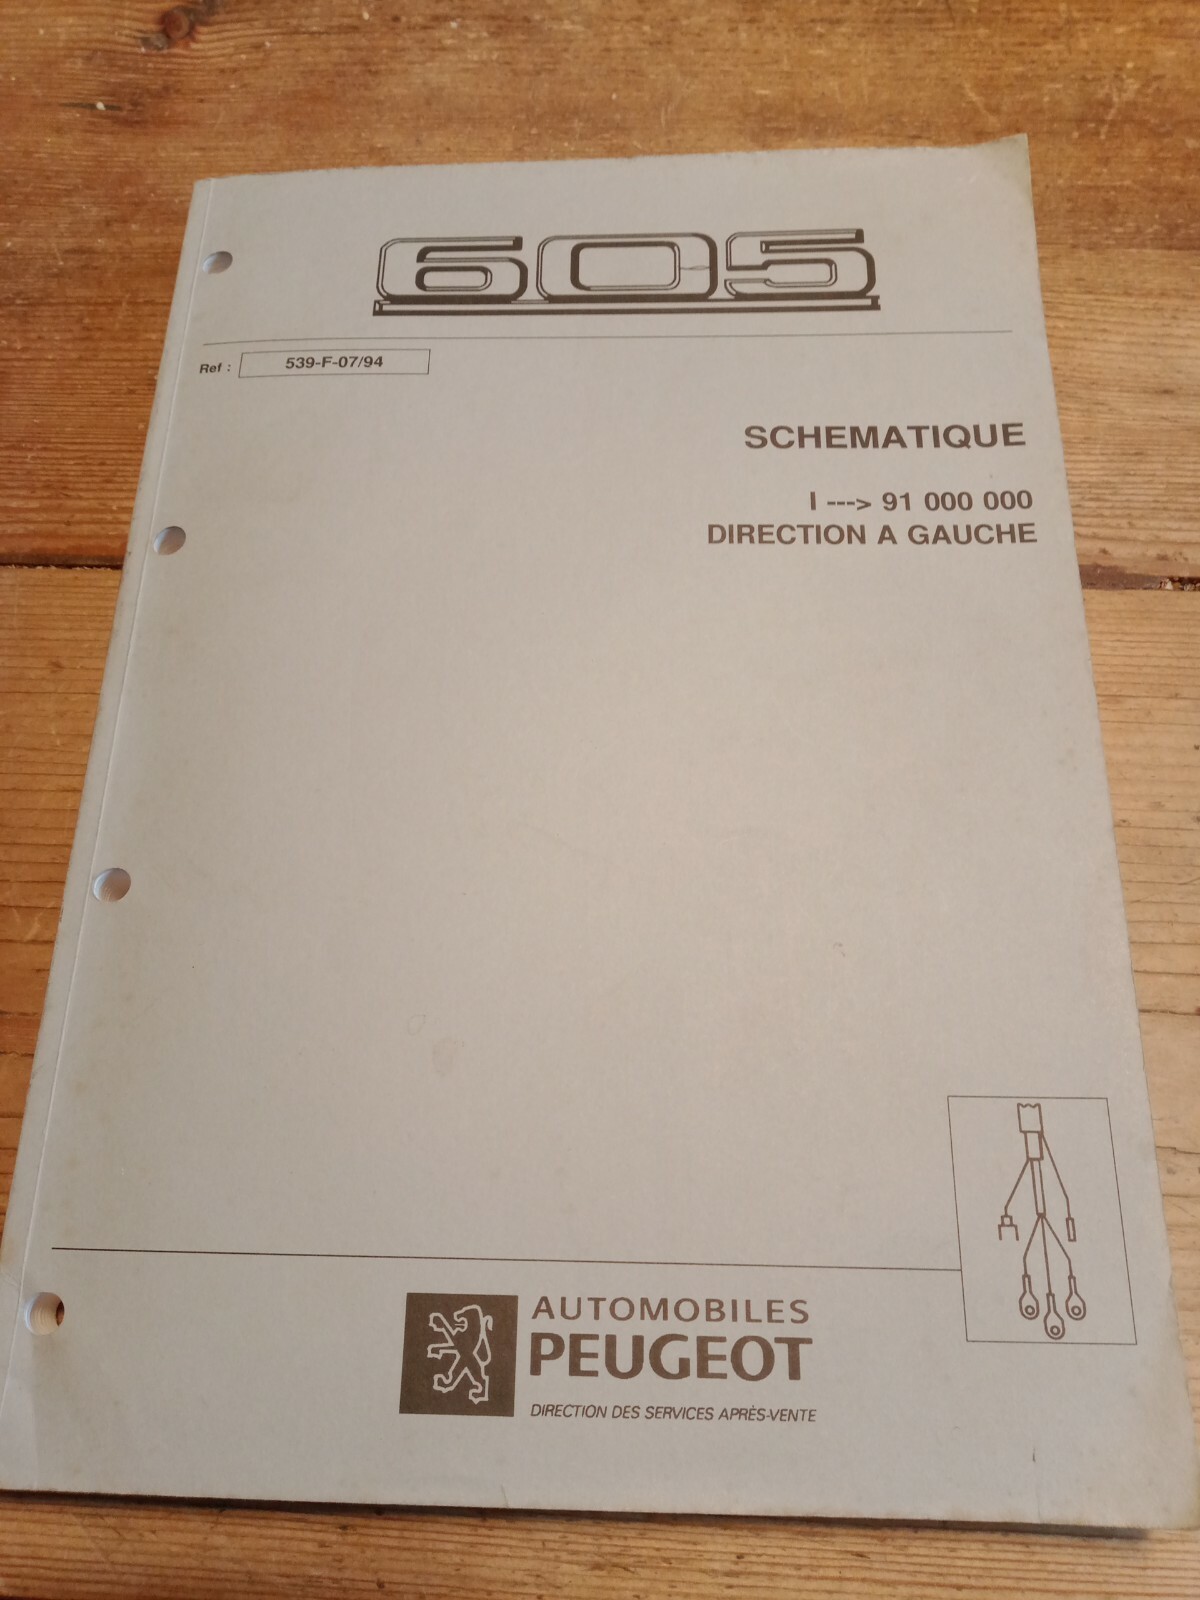 605
Ref : 539-F-07/94
SCHEMATIQUE
I ---> 91 000 000
DIRECTION A GAUCHE
AUTOMOBILES
PEUGEOT
DIRECTION DES SERVICES APRÈS-VENTE